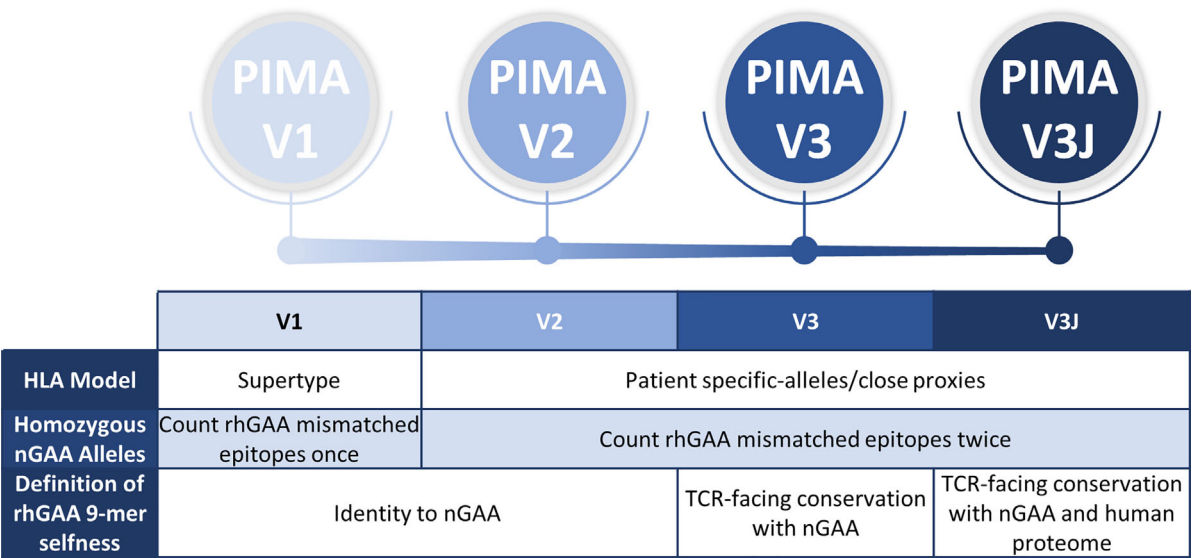 PIMA
V1
PIMA
V2
PIMA
V3
PIMA
V3J
V1
V2
V3
V3J
HLA Model
Supertype
Patient specific-alleles/close proxies
Homozygous
nGAA Alleles
Count rhGAA mismatched
epitopes once
Count rhGAA mismatched epitopes twice
Definition of
rhGAA 9-mer
selfness
Identity to nGAA
TCR-facing conservation
with nGAA
TCR-facing conservation
with nGAA and human
proteome